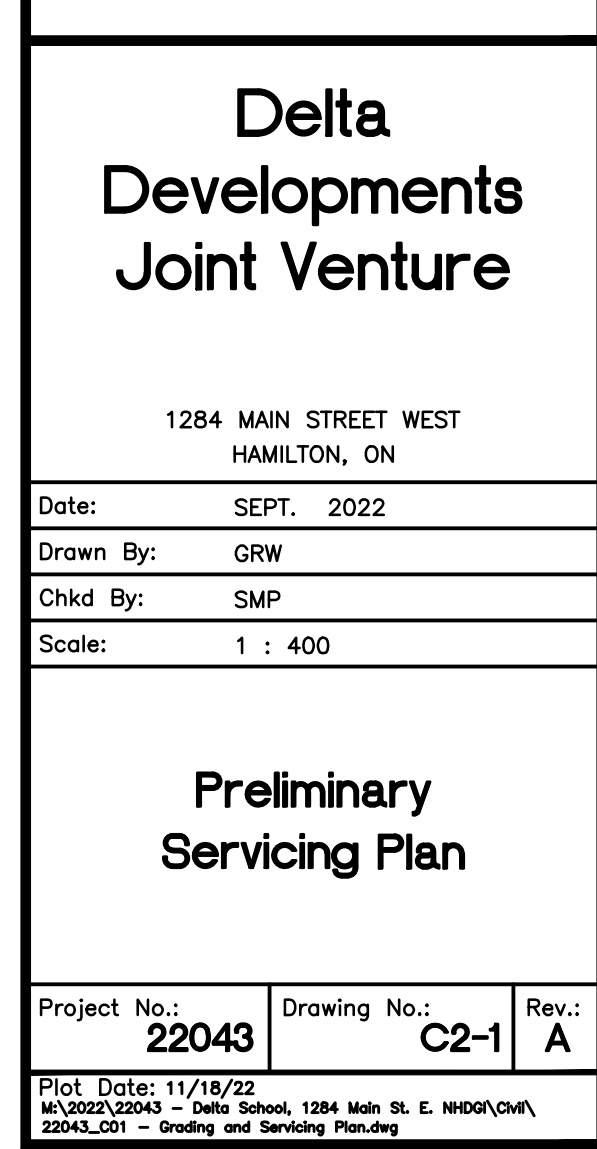 Delta
Developments
Joint Venture
1284 MAIN STREET WEST
HAMILTON, ON
Date: SEPT. 2022
Drawn By: GRW
Chkd By: SMP
Scale: 1 : 400
Preliminary
Servicing Plan
Project No.: Drawing No.: Rev.:
22043 C2-1 A
Plot Date: 11/18/22
M:\2022\22043 - Delta School, 1284 Main St. E. NHDG\Civil\
22043_C01 - Grading and Servicing Plan.dwg